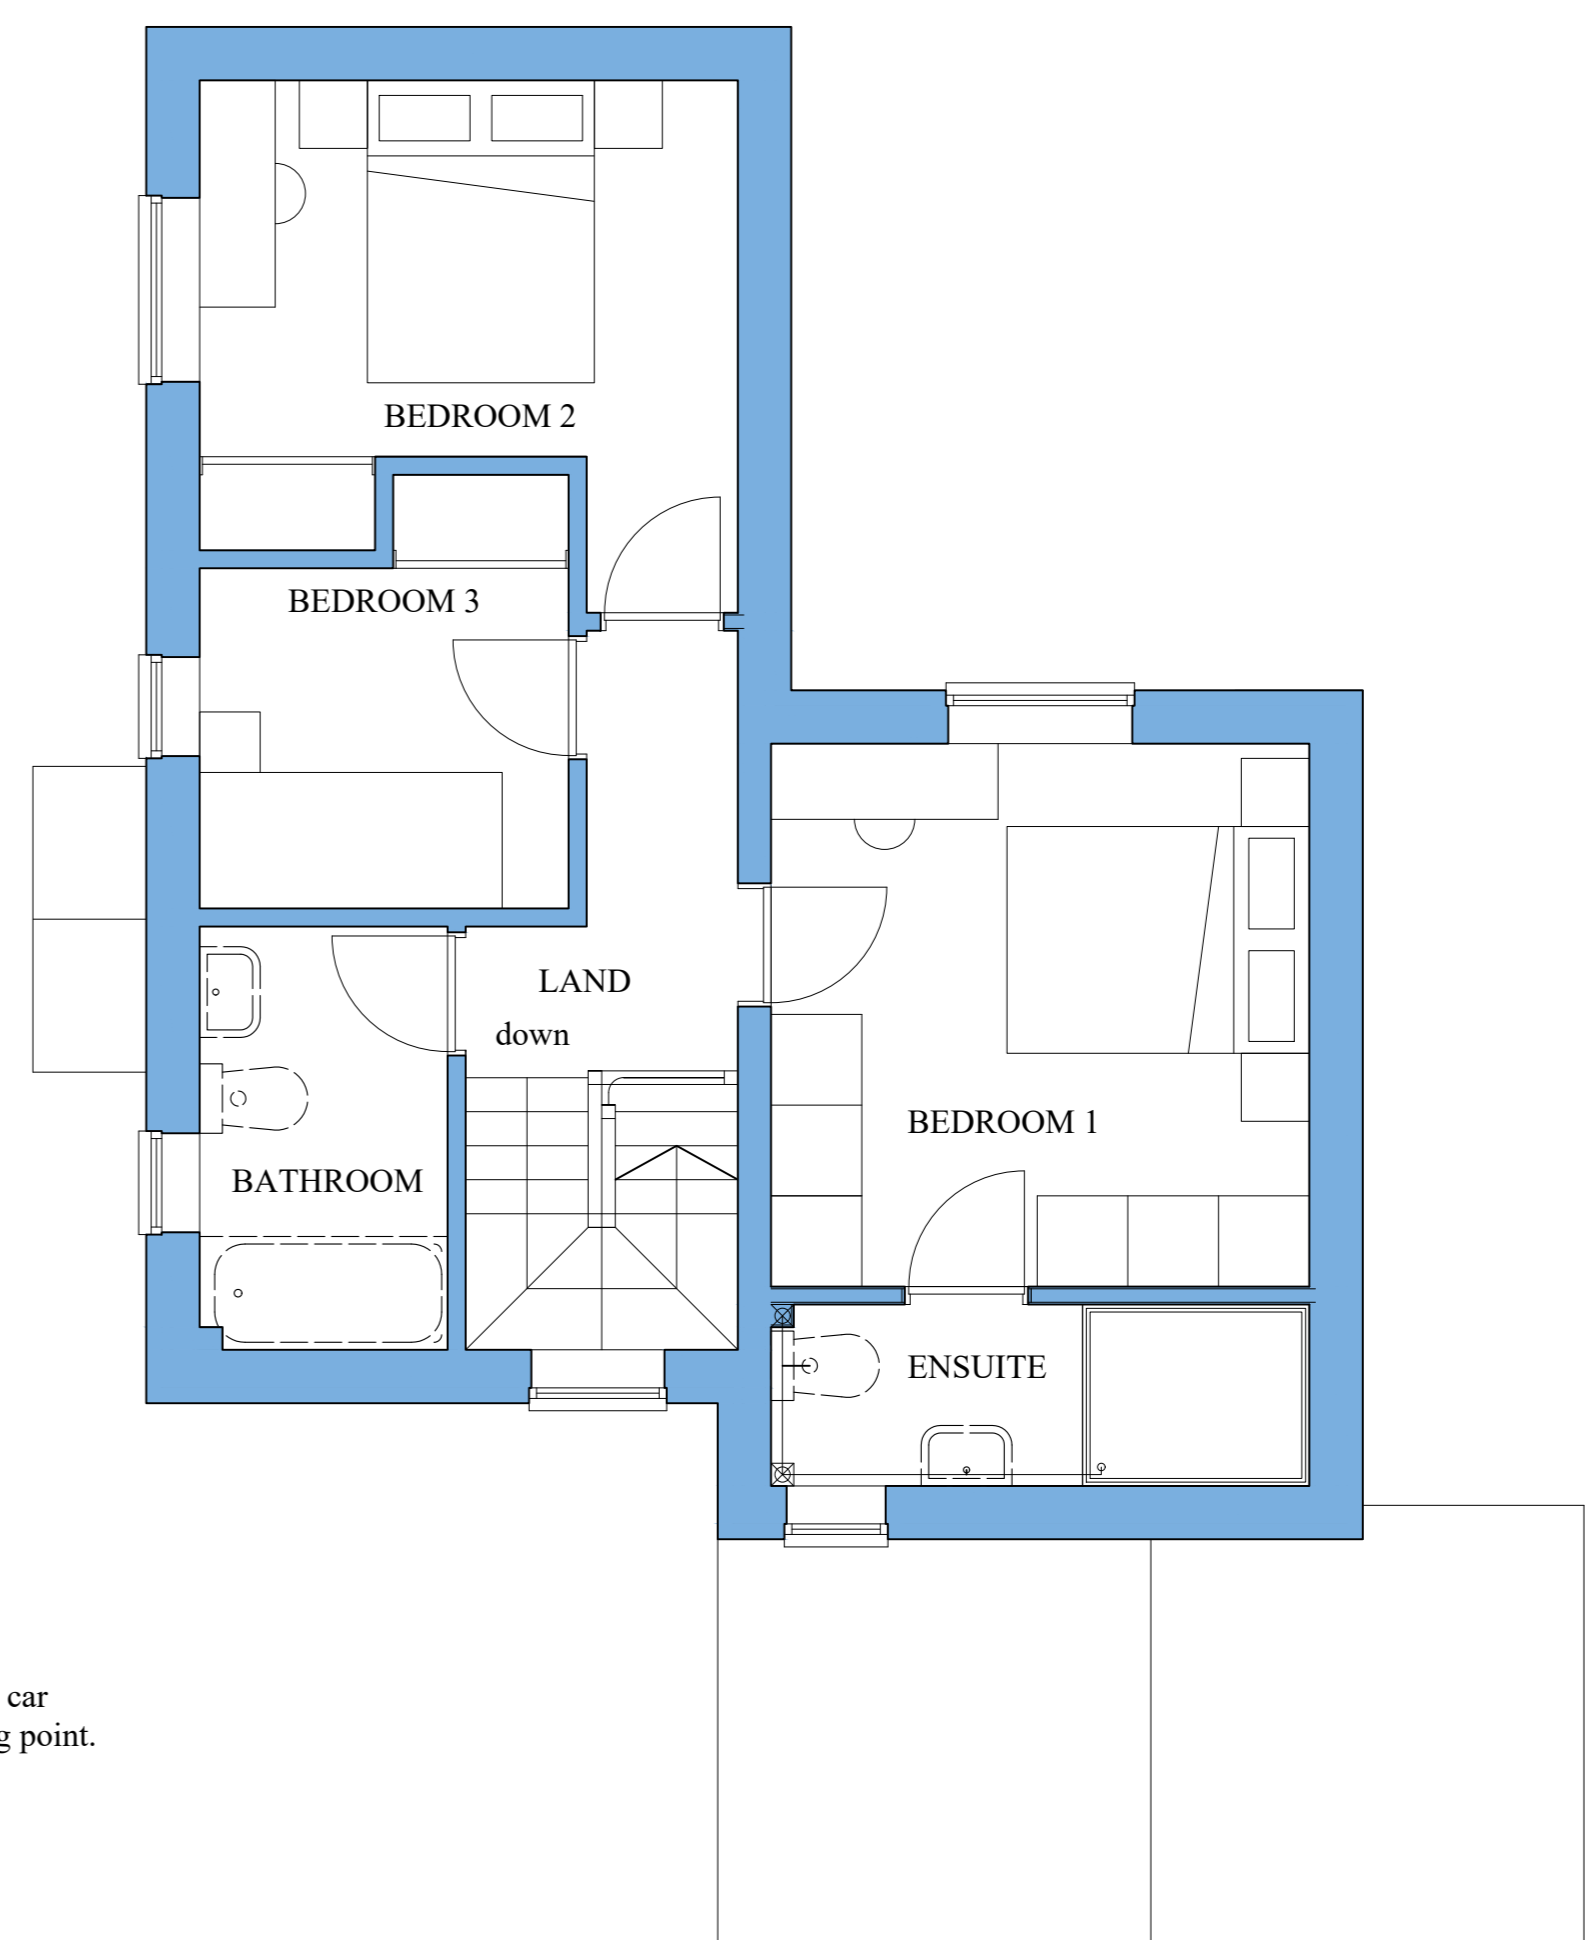 BEDROOM 2
BEDROOM 3
LAND
down
BEDROOM 1
BATHROOM
ENSUITE
car
g point.